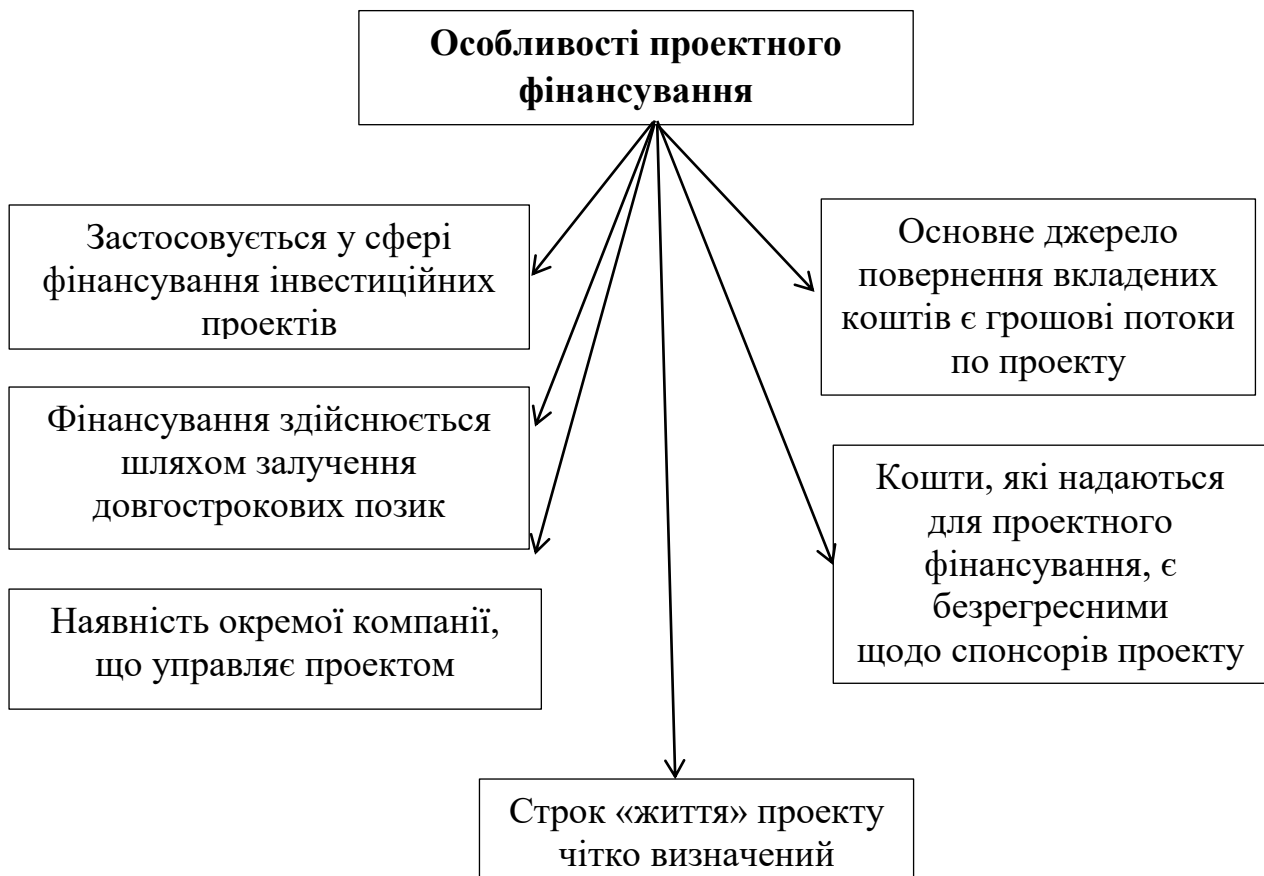 Особливості проектного
фінансування
Застосовується у сфері
фінансування інвестиційних
проектів
Фінансування здійснюється
шляхом залучення
довгострокових позик
Наявність окремої компанії,
що управляє проектом
Основне джерело
повернення вкладених
коштів є грошові потоки
по проекту
Кошти, які надаються
для проектного
фінансування, є
безрегресними
щодо спонсорів проекту
Строк «життя» проекту
чітко визначений